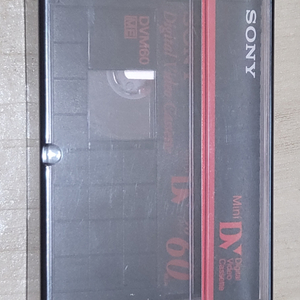 SONY
Mini DV Digital
Video
Cassette
DVM60
Digital Video Cassette
60